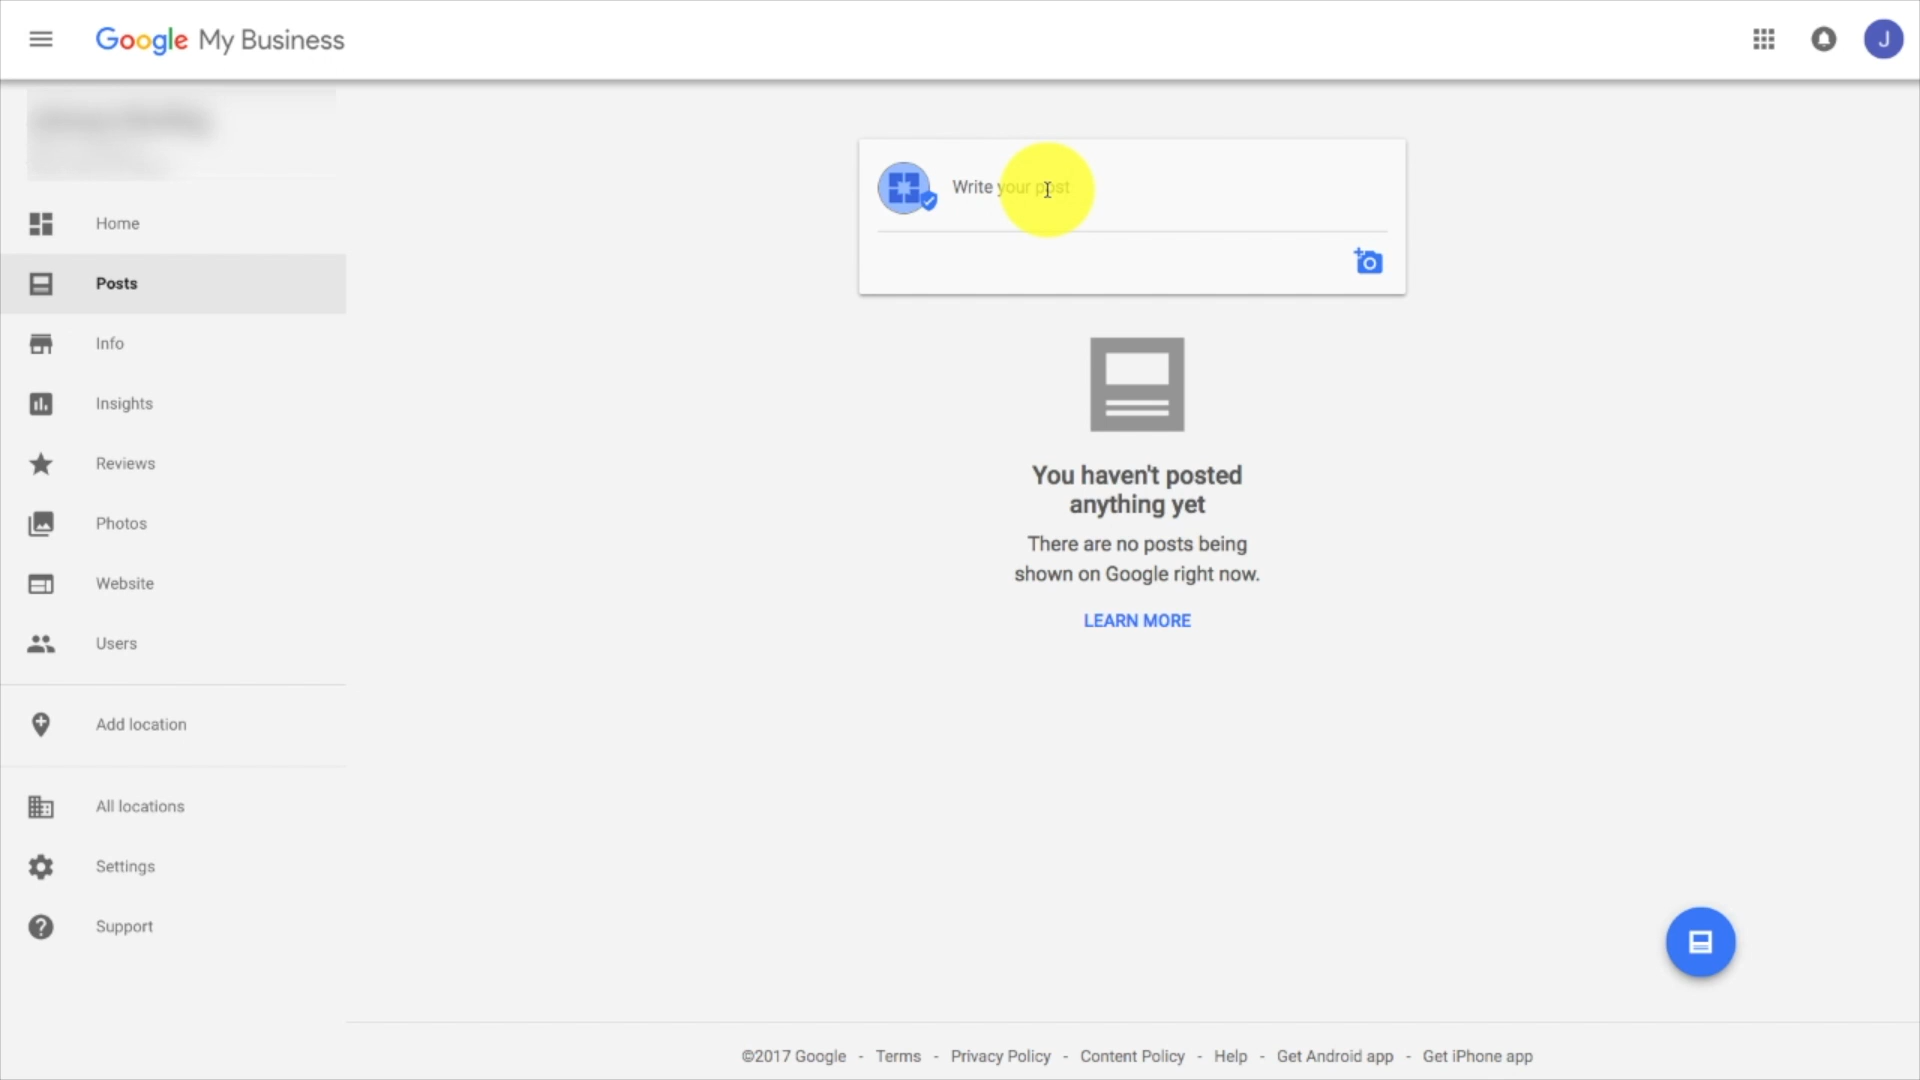 Google My Business
J
Home
Posts
Info
Insights
Reviews
Photos
Website
Users
Add location
All locations
Settings
Support
Write your post
You haven't posted
anything yet
There are no posts being
shown on Google right now.
LEARN MORE
©2017 Google - Terms - Privacy Policy - Content Policy - Help - Get Android app - Get iPhone app